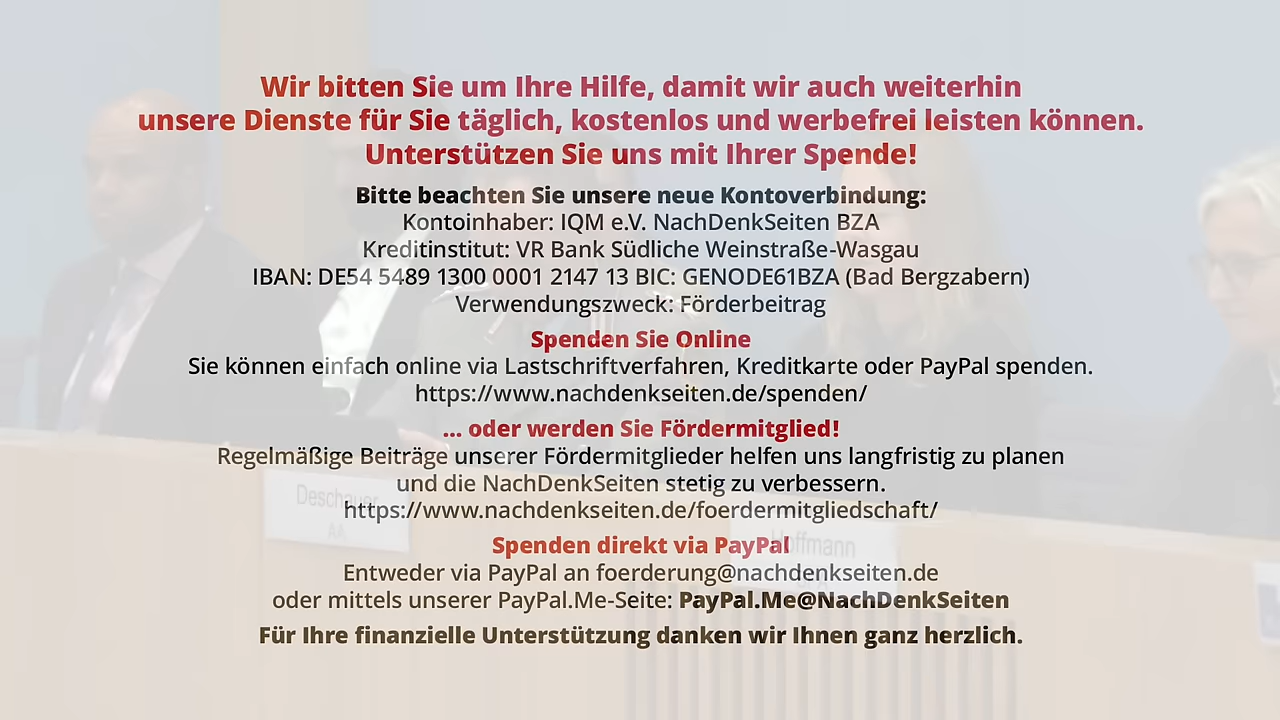 Wir bitten Sie um Ihre Hilfe, damit wir auch weiterhin
unsere Dienste für Sie täglich, kostenlos und werbefrei leisten können.
Unterstützen Sie uns mit Ihrer Spende!
Bitte beachten Sie unsere neue Kontoverbindung:
Kontoinhaber: IQM e.V. NachDenkSeiten BZA
Kreditinstitut: VR Bank Südliche Weinstraße-Wasgau
IBAN: DE54 5489 1300 0001 2147 13 BIC: GENODE61BZA (Bad Bergzabern)
Verwendungszweck: Förderbeitrag
Spenden Sie Online
Sie können einfach online via Lastschriftverfahren, Kreditkarte oder PayPal spenden.
https://www.nachdenkseiten.de/spenden/
... oder werden Sie Fördermitglied!
Regelmäßige Beiträge unserer Fördermitglieder helfen uns langfristig zu planen
und die NachDenkSeiten stetig zu verbessern.
https://www.nachdenkseiten.de/foerdermitgliedschaft/
Spenden direkt via PayPal
Entweder via PayPal an foerderung@nachdenkseiten.de
oder mittels unserer PayPal.Me-Seite: PayPal.Me@NachDenkSeiten
Für Ihre finanzielle Unterstützung danken wir Ihnen ganz herzlich.
Deschauer
AA
Hoffmann